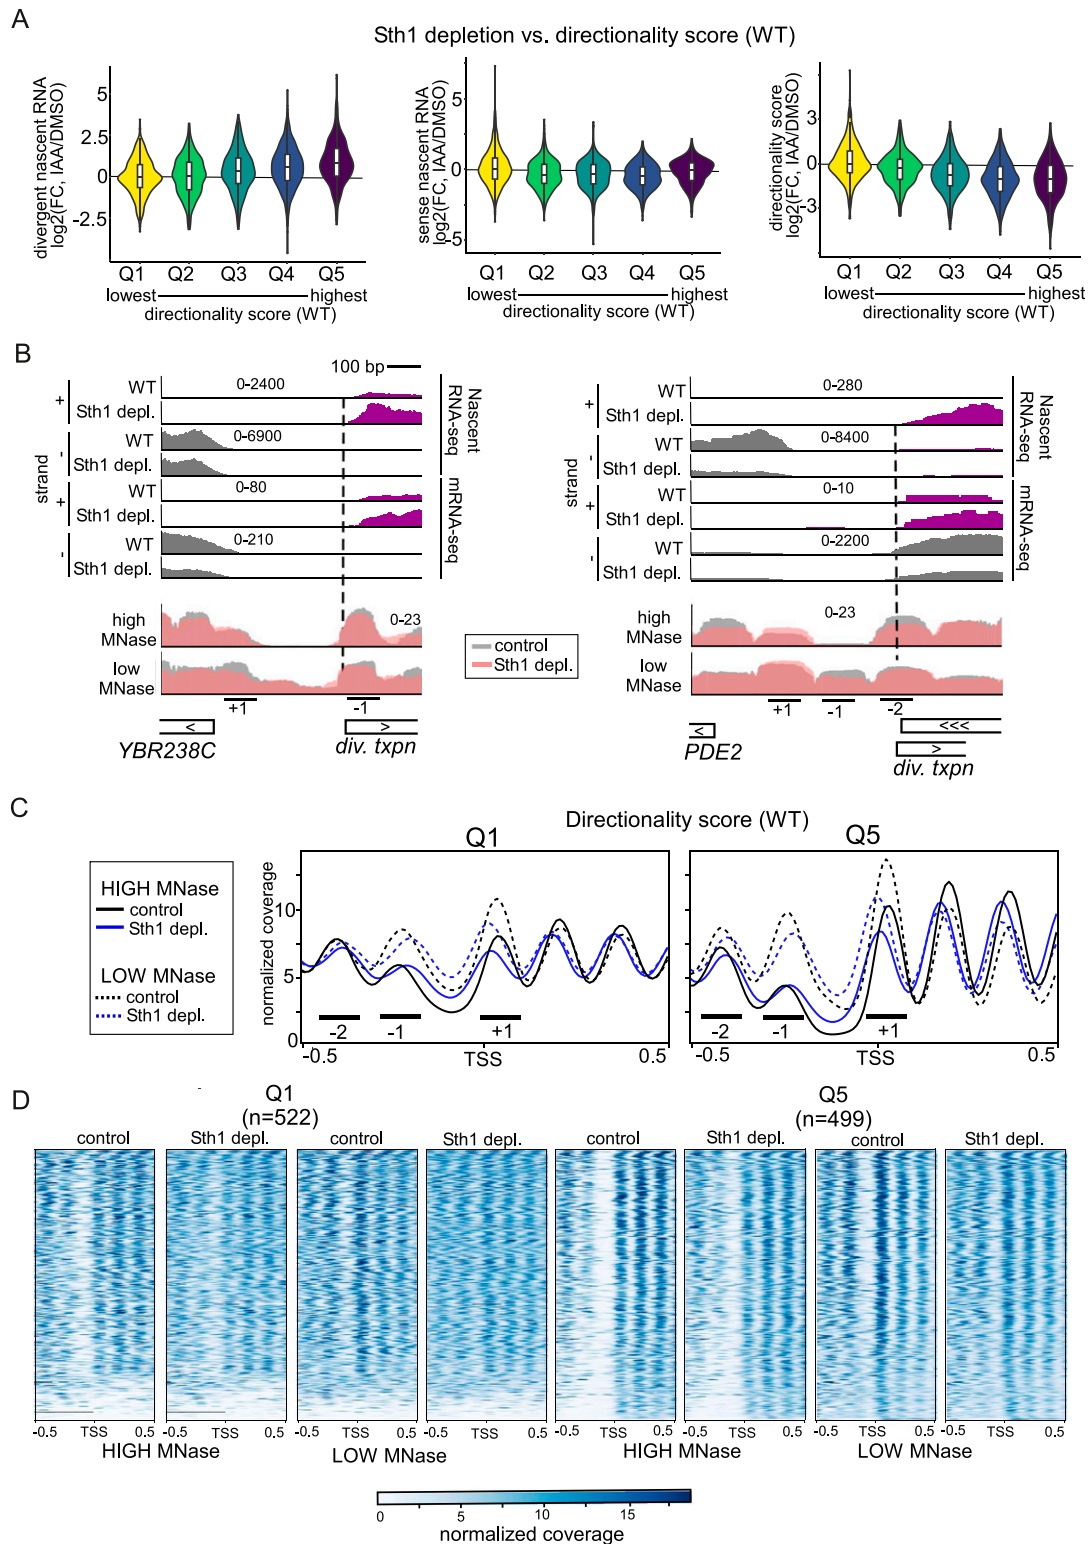 A
Sth1 depletion vs. directionality score (WT)
divergent nascent RNA
log2(FC, IAA/DMSO)
5
2.5
0
-2.5
Q1 Q2 Q3 Q4 Q5
lowest highest
directionality score (WT)
sense nascent RNA
log2(FC, IAA/DMSO)
5
0
-5
Q1 Q2 Q3 Q4 Q5
lowest highest
directionality score (WT)
directionality score
log2(FC, IAA/DMSO)
3
0
-3
Q1 Q2 Q3 Q4 Q5
lowest highest
directionality score (WT)
B
100 bp
strand
+
WT 0-2400
Sth1 depl.
-
WT 0-6900
Sth1 depl.
Nascent
RNA-seq
+
WT 0-80
Sth1 depl.
-
WT 0-210
Sth1 depl.
mRNA-seq
high
MNase
0-23
low
MNase
+1 -1
< >
YBR238C div. txpn
control
Sth1 depl.
strand
+
WT 0-280
Sth1 depl.
-
WT 0-8400
Sth1 depl.
Nascent
RNA-seq
+
WT 0-10
Sth1 depl.
-
WT 0-2200
Sth1 depl.
mRNA-seq
high
MNase
0-23
low
MNase
+1 -1 -2
< <<<
PDE2 >
div. txpn
C
Directionality score (WT)
Q1 Q5
HIGH MNase
control
Sth1 depl.
LOW MNase
control
Sth1 depl.
normalized coverage
10
5
0
-2 -1 +1
-0.5 TSS 0.5
10
5
0
-2 -1 +1
-0.5 TSS 0.5
D
Q1
(n=522)
Q5
(n=499)
control Sth1 depl. control Sth1 depl. control Sth1 depl. control Sth1 depl.
-0.5 TSS 0.5 -0.5 TSS 0.5 -0.5 TSS 0.5 -0.5 TSS 0.5 -0.5 TSS 0.5 -0.5 TSS 0.5 -0.5 TSS 0.5 -0.5 TSS 0.5
HIGH MNase LOW MNase HIGH MNase LOW MNase
0 5 10 15
normalized coverage